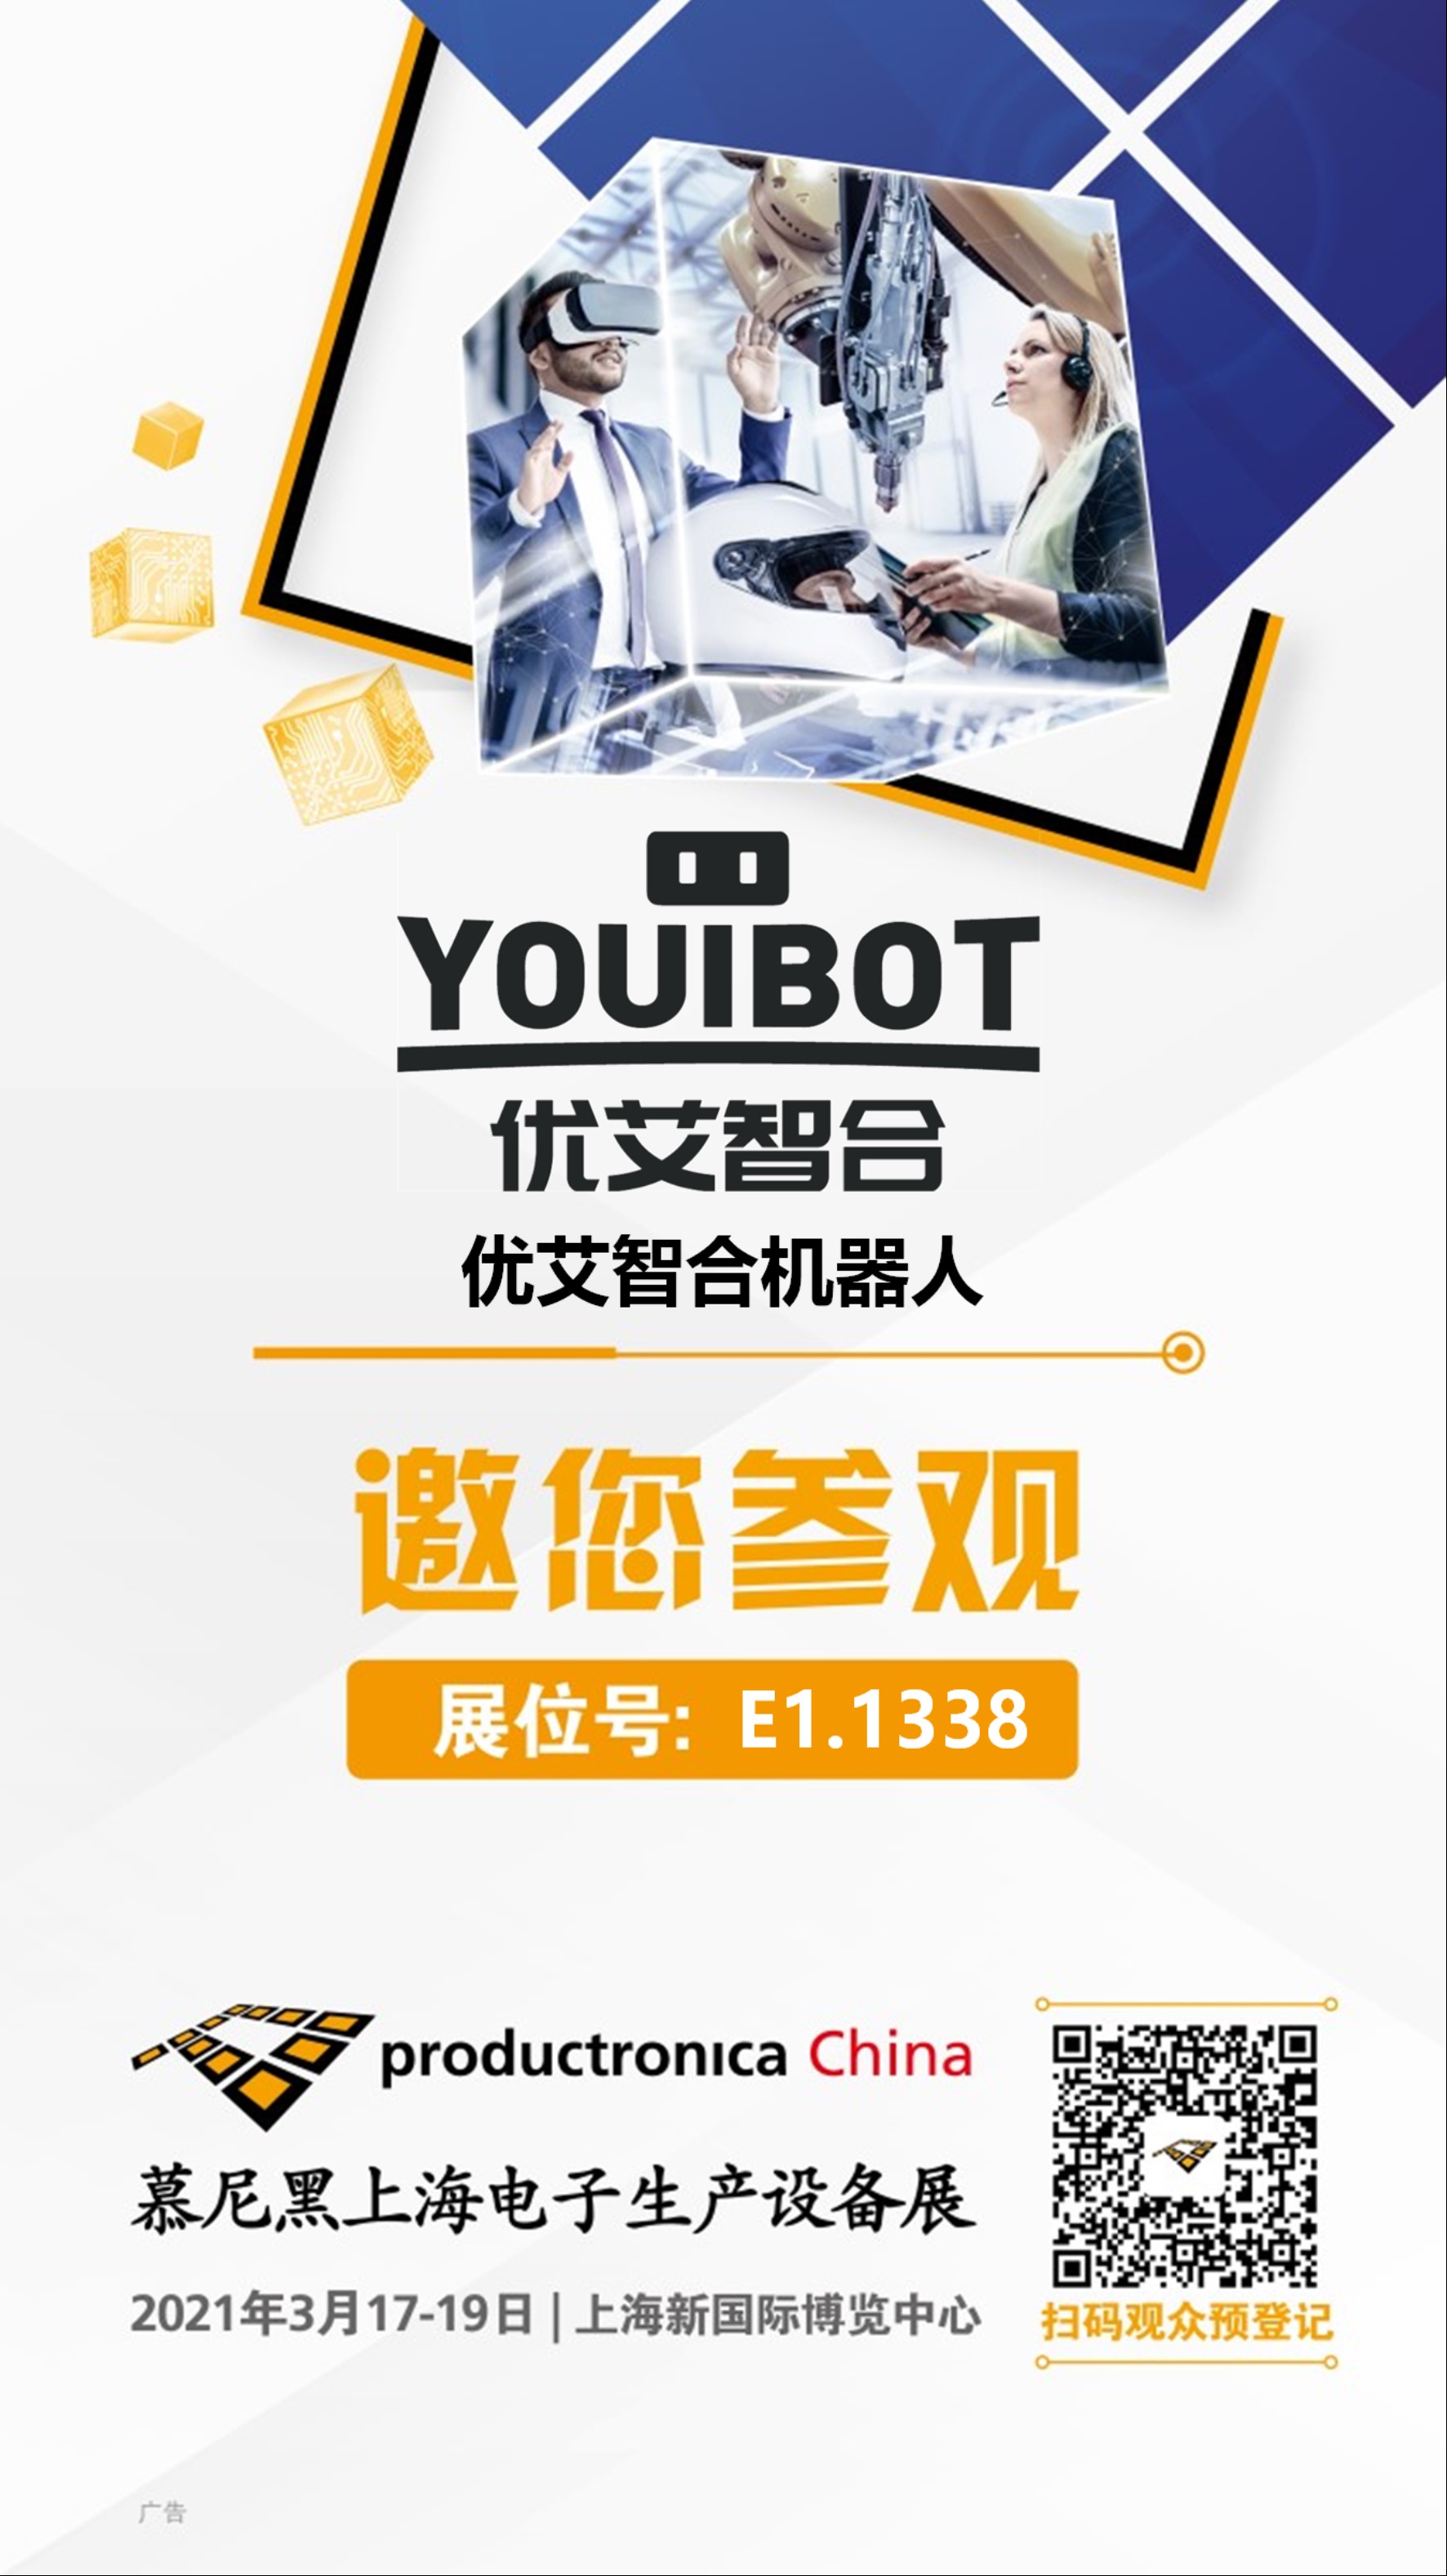 YOUIBOT
优艾智合
优艾智合机器人
邀您参观
展位号: E1.1338
productronica China
慕尼黑上海电子生产设备展
2021年3月17-19日 | 上海新国际博览中心
扫码观众预登记
广告